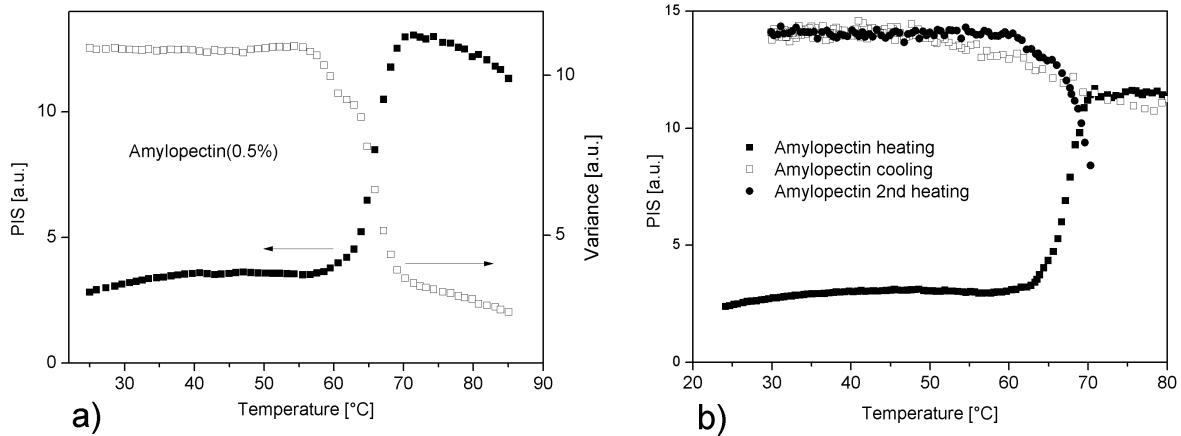 PIS [a.u.]
10
5
0
Amylopectin(0.5%)
10
5
Variance [a.u.]
30 40 50 60 70 80 90
Temperature [°C]
a)
PIS [a.u.]
15
10
5
0
Amylopectin heating
Amylopectin cooling
Amylopectin 2nd heating
20 30 40 50 60 70 80
Temperature [°C]
b)